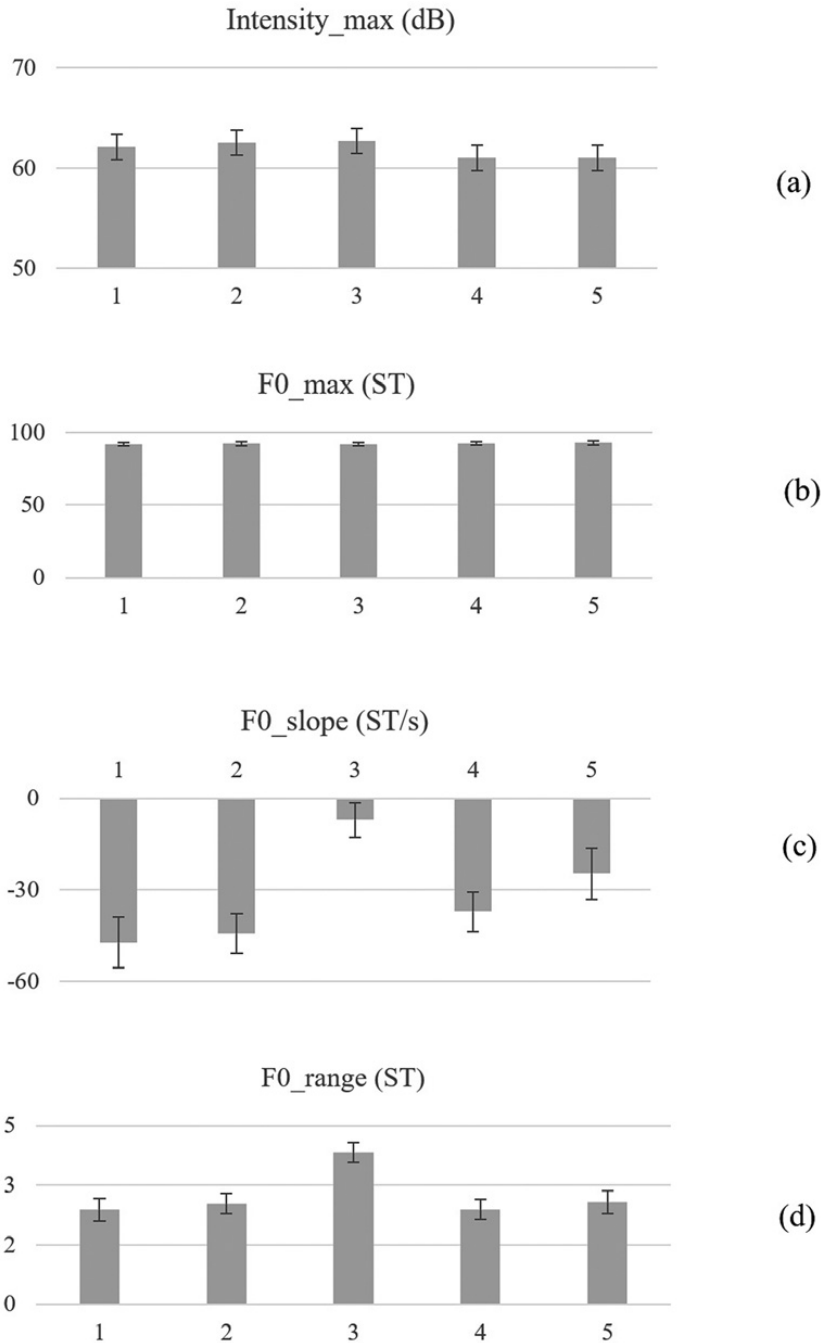 Intensity_max (dB)
70
60
50
1 2 3 4 5
(a)
F0_max (ST)
100
50
0
1 2 3 4 5
(b)
F0_slope (ST/s)
1 2 3 4 5
0
-30
-60
(c)
F0_range (ST)
5
3
2
0
1 2 3 4 5
(d)